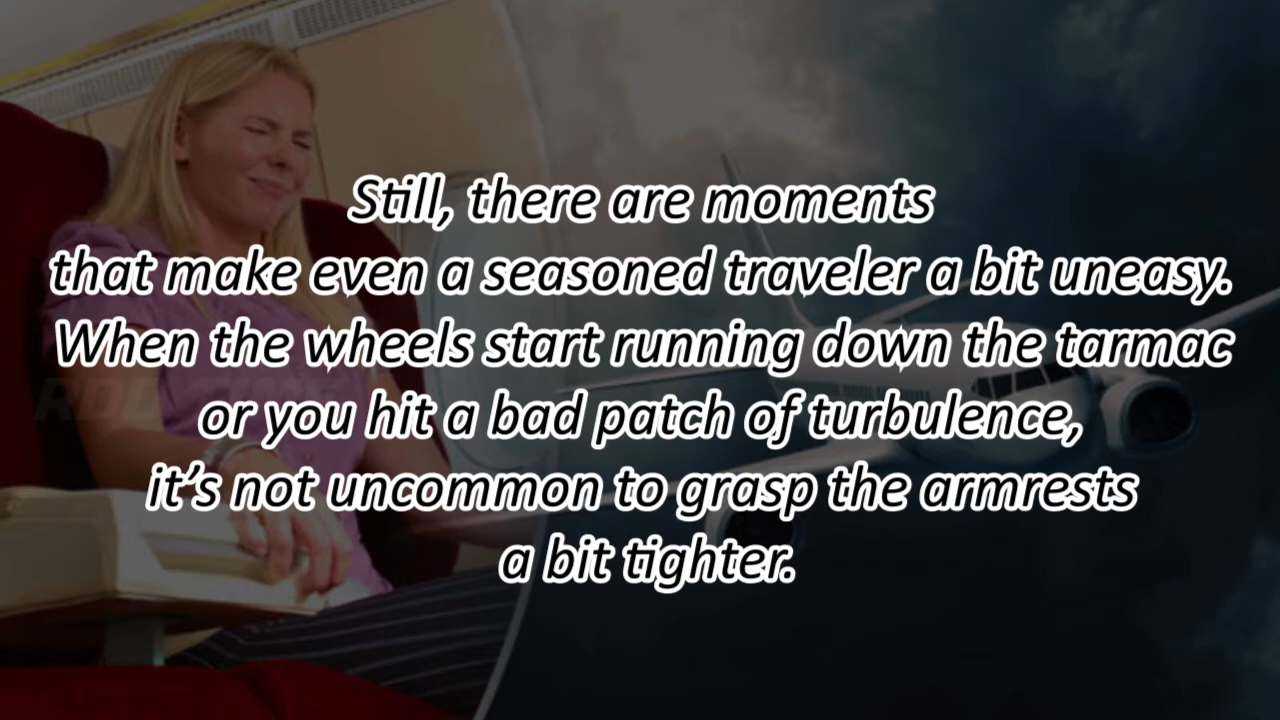 Still, there are moments
that make even a seasoned traveler a bit uneasy.
When the wheels start running down the tarmac
or you hit a bad patch of turbulence,
it’s not uncommon to grasp the armrests
a bit tighter.